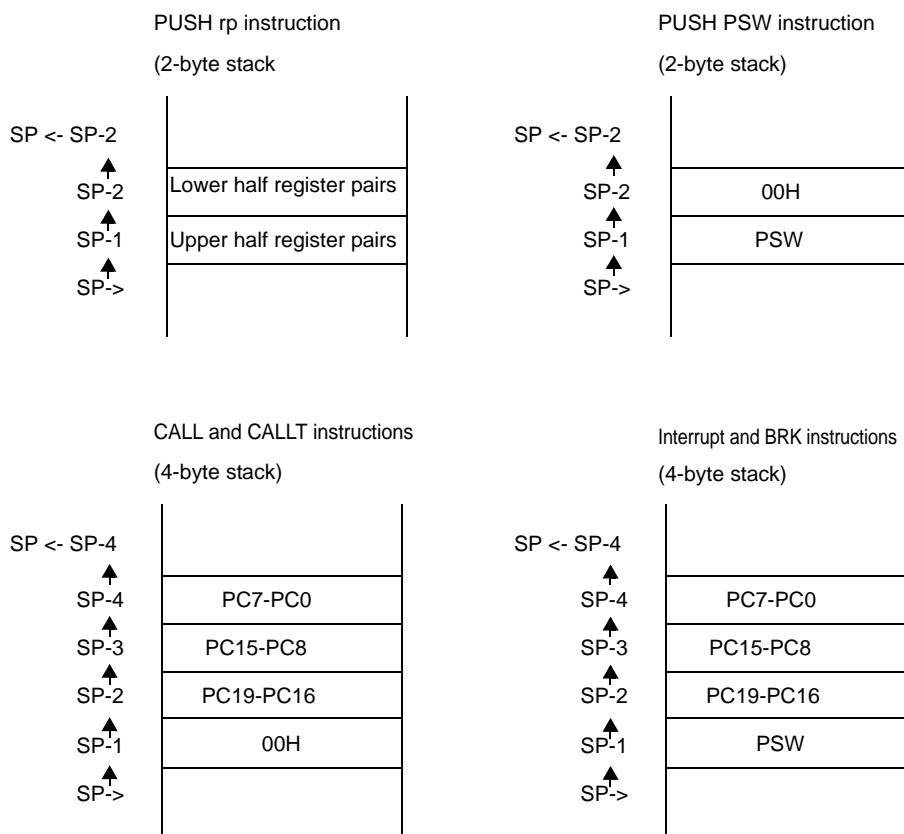 PUSH rp instruction
(2-byte stack
SP <- SP-2
SP-2
Lower half register pairs
SP-1
Upper half register pairs
SP->
PUSH PSW instruction
(2-byte stack)
SP <- SP-2
SP-2
00H
SP-1
PSW
SP->
CALL and CALLT instructions
(4-byte stack)
SP <- SP-4
SP-4
PC7-PC0
SP-3
PC15-PC8
SP-2
PC19-PC16
SP-1
00H
SP->
Interrupt and BRK instructions
(4-byte stack)
SP <- SP-4
SP-4
PC7-PC0
SP-3
PC15-PC8
SP-2
PC19-PC16
SP-1
PSW
SP->